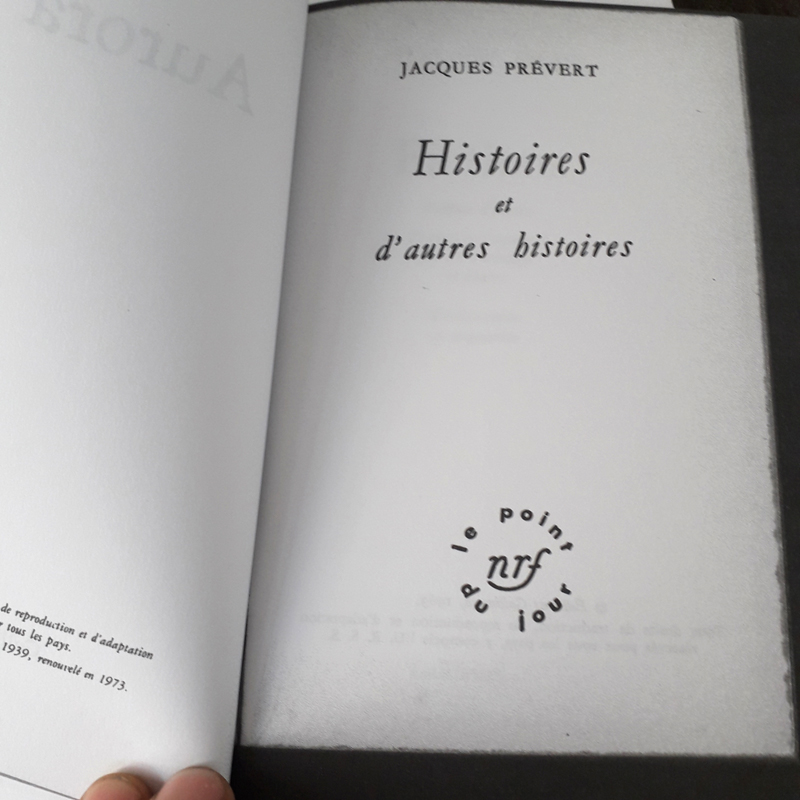 Aurora
de reproduction et d'adaptation
tous les pays.
1939, renouvelé en 1973.
JACQUES PRÉVERT
Histoires
et
d'autres histoires
le point du jour
nrf